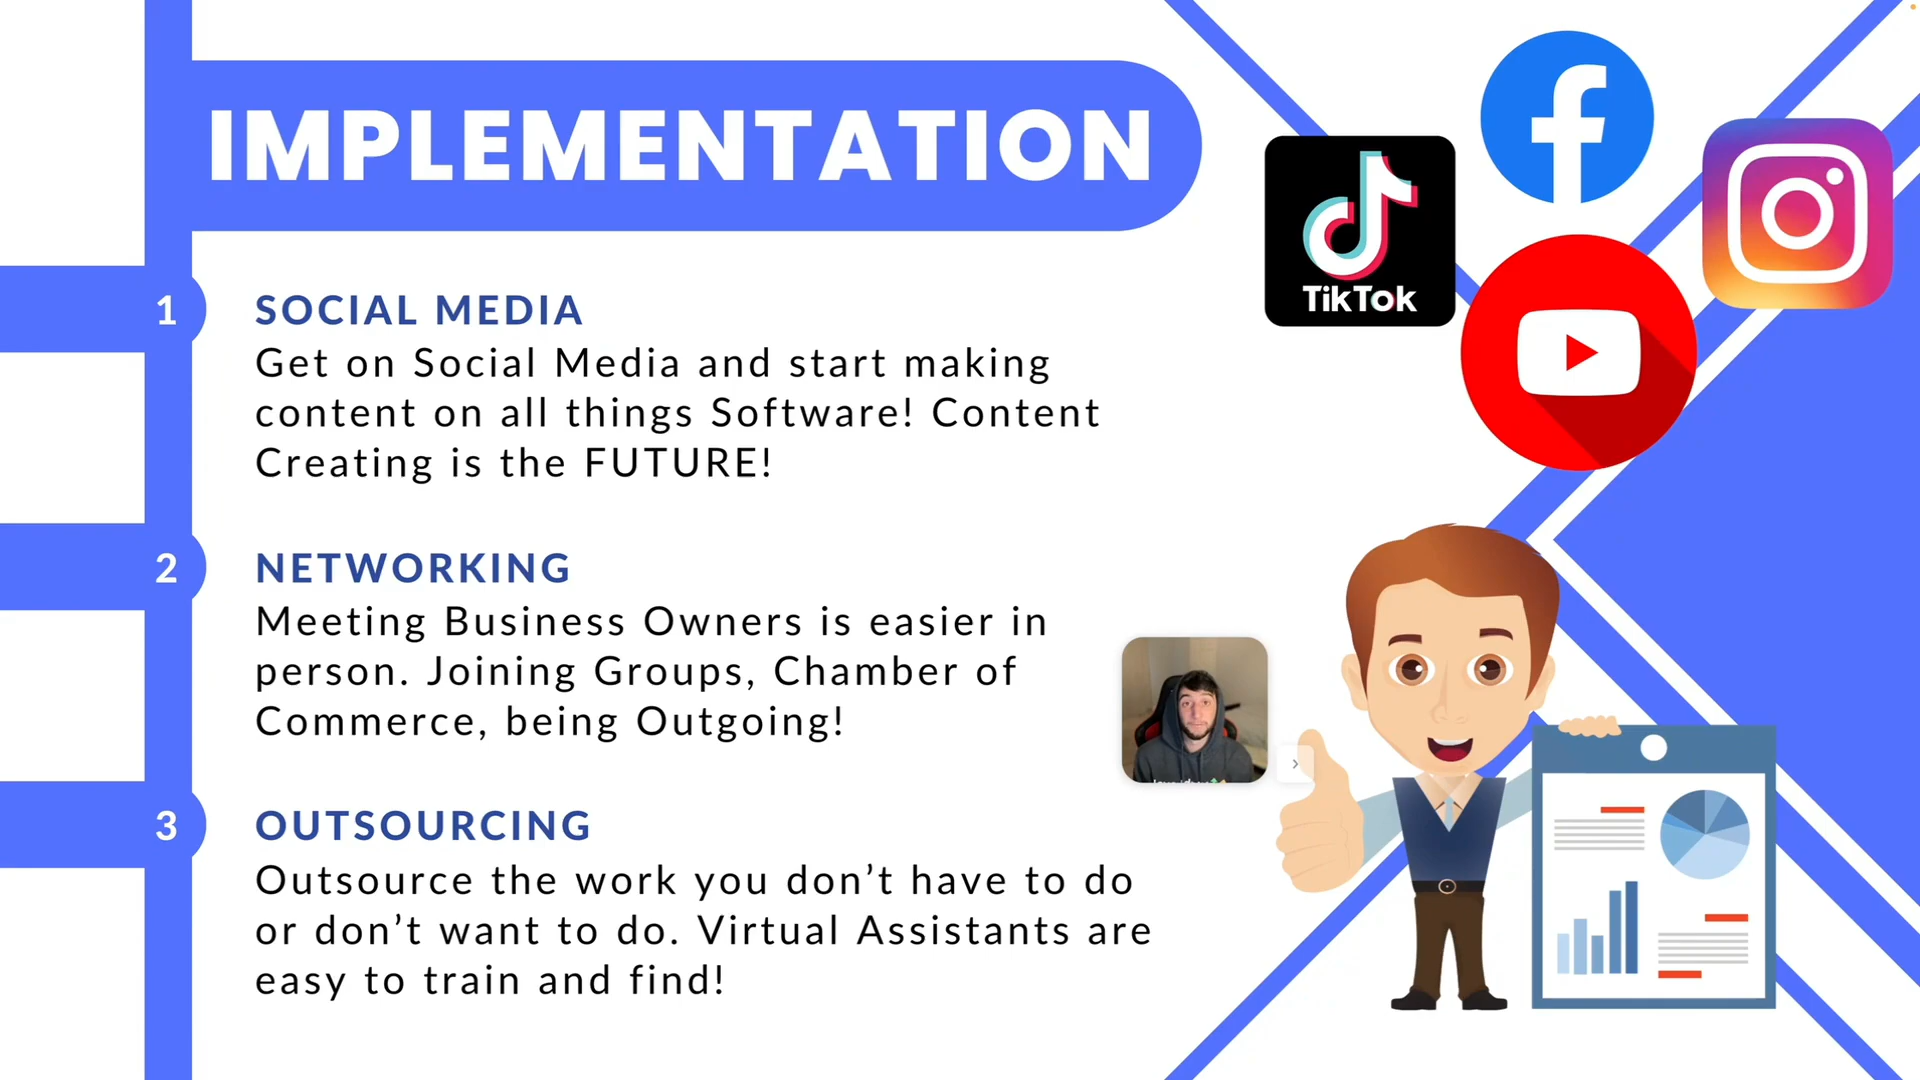 IMPLEMENTATION
TikTok
1
SOCIAL MEDIA
Get on Social Media and start making
content on all things Software! Content
Creating is the FUTURE!
2
NETWORKING
Meeting Business Owners is easier in
person. Joining Groups, Chamber of
Commerce, being Outgoing!
3
OUTSOURCING
Outsource the work you don’t have to do
or don’t want to do. Virtual Assistants are
easy to train and find!